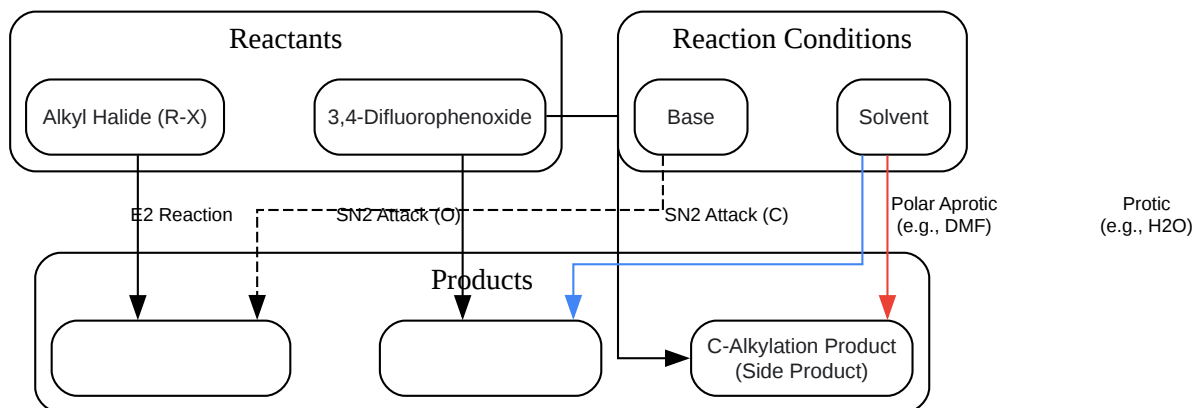 Reactants
Reaction Conditions
Alkyl Halide (R-X)
3,4-Difluorophenoxide
Base
Solvent
E2 Reaction
SN2 Attack (O)
SN2 Attack (C)
Polar Aprotic
(e.g., DMF)
Protic
(e.g., H2O)
Products
C-Alkylation Product
(Side Product)